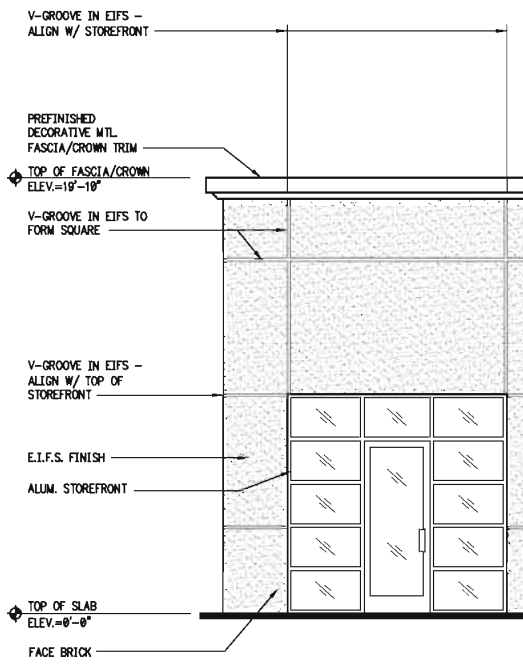 V-GROOVE IN EIFS -
ALIGN W/ STOREFRONT
PREFINISHED
DECORATIVE MTL
FASCIA/CROWN TRIM
TOP OF FASCIA/CROWN
ELEV.=19'-10"
V-GROOVE IN EIFS TO
FORM SQUARE
V-GROOVE IN EIFS -
ALIGN W/ TOP OF
STOREFRONT
E.I.F.S. FINISH
ALUM. STOREFRONT
TOP OF SLAB
ELEV.=0'-0"
FACE BRICK